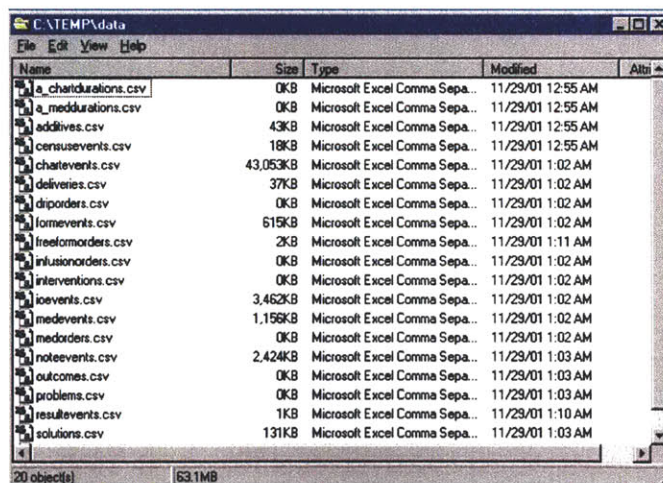 C:\TEMP\data
File Edit View Help
Name Size Type Modified Attri
a_chartdurations.csv 0KB Microsoft Excel Comma Sepa... 11/29/01 12:55 AM
a_meddurations.csv 0KB Microsoft Excel Comma Sepa... 11/29/01 12:55 AM
additives.csv 43KB Microsoft Excel Comma Sepa... 11/29/01 12:55 AM
censusevents.csv 18KB Microsoft Excel Comma Sepa... 11/29/01 12:55 AM
chartevents.csv 43,053KB Microsoft Excel Comma Sepa... 11/29/01 1:02 AM
deliveries.csv 37KB Microsoft Excel Comma Sepa... 11/29/01 1:02 AM
driporders.csv 0KB Microsoft Excel Comma Sepa... 11/29/01 1:02 AM
formevents.csv 615KB Microsoft Excel Comma Sepa... 11/29/01 1:02 AM
freeformorders.csv 2KB Microsoft Excel Comma Sepa... 11/29/01 1:11 AM
infusionorders.csv 0KB Microsoft Excel Comma Sepa... 11/29/01 1:02 AM
interventions.csv 0KB Microsoft Excel Comma Sepa... 11/29/01 1:02 AM
ioevents.csv 3,462KB Microsoft Excel Comma Sepa... 11/29/01 1:02 AM
medevents.csv 1,156KB Microsoft Excel Comma Sepa... 11/29/01 1:02 AM
medorders.csv 0KB Microsoft Excel Comma Sepa... 11/29/01 1:02 AM
noteevents.csv 2,424KB Microsoft Excel Comma Sepa... 11/29/01 1:03 AM
outcomes.csv 0KB Microsoft Excel Comma Sepa... 11/29/01 1:03 AM
problems.csv 0KB Microsoft Excel Comma Sepa... 11/29/01 1:03 AM
resultevents.csv 1KB Microsoft Excel Comma Sepa... 11/29/01 1:10 AM
solutions.csv 131KB Microsoft Excel Comma Sepa... 11/29/01 1:03 AM
20 object(s) 63.1MB